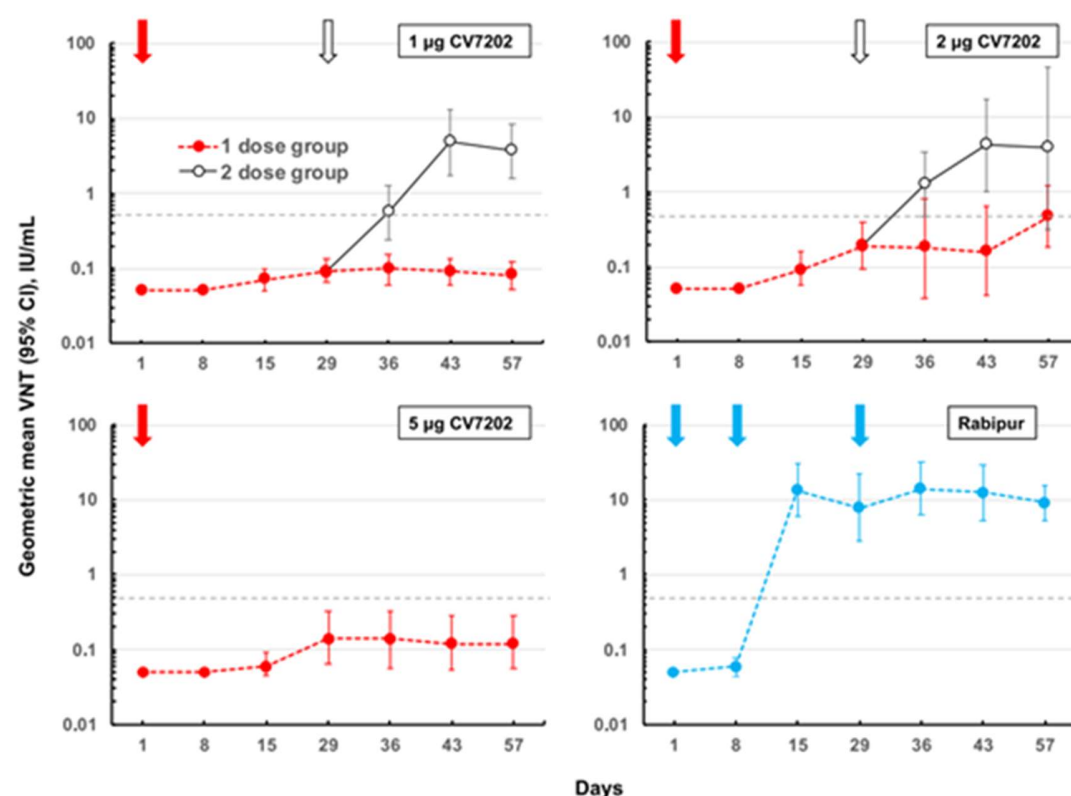 Geometric mean VNT (95% CI), IU/mL
1 µg CV7202
100
10
1
0.1
0.01
1 dose group
2 dose group
1 8 15 29 36 43 57
2 µg CV7202
100
10
1
0.1
0.01
1 8 15 29 36 43 57
5 µg CV7202
100
10
1
0.1
0.01
1 8 15 29 36 43 57
Rabipur
100
10
1
0.1
0.01
1 8 15 29 36 43 57
Days